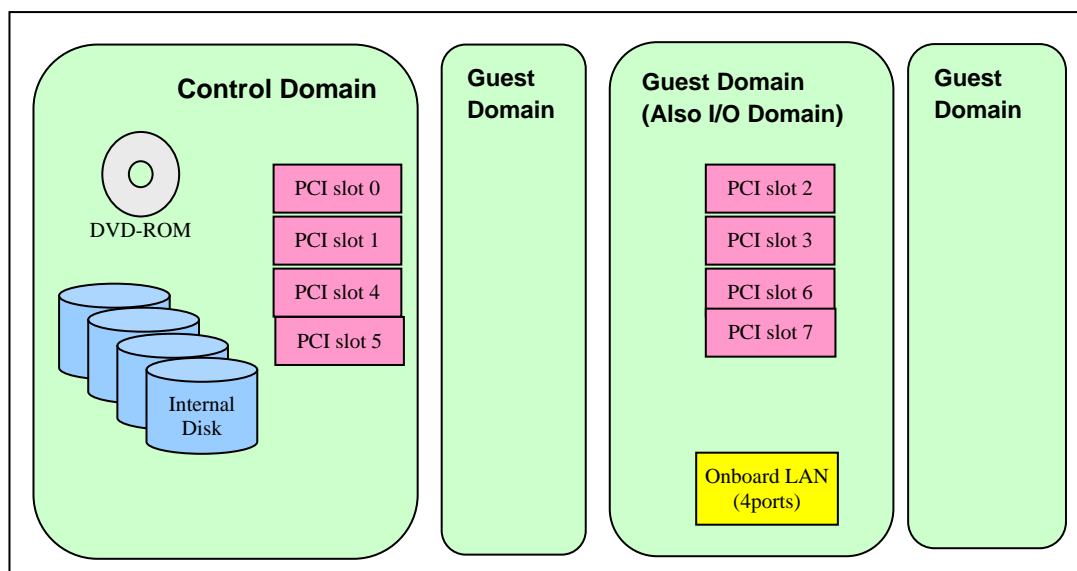 Control Domain
DVD-ROM
PCI slot 0
PCI slot 1
PCI slot 4
PCI slot 5
Internal
Disk
Guest
Domain
Guest Domain
(Also I/O Domain)
PCI slot 2
PCI slot 3
PCI slot 6
PCI slot 7
Onboard LAN
(4ports)
Guest
Domain